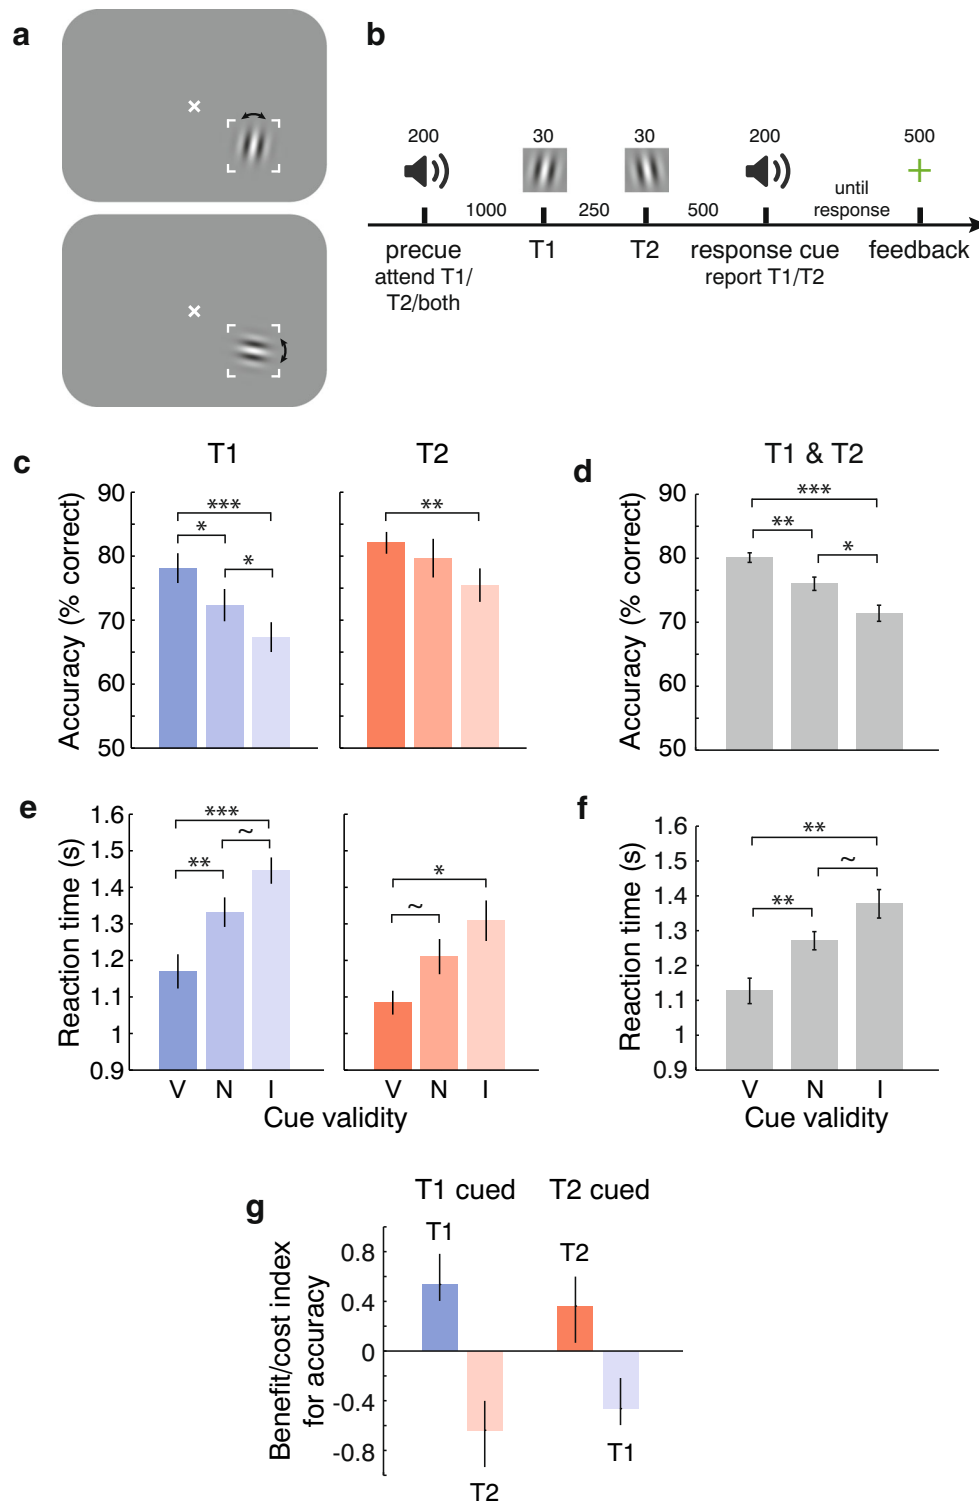 a
b
200
30
30
200
500
1000
250
500
until
response
precue
T1
T2
response cue
feedback
attend T1/
T2/both
report T1/T2
c
T1
T2
d
T1 & T2
Accuracy (% correct)
90
80
70
60
50
***
*
*
**
Accuracy (% correct)
90
80
70
60
50
***
**
*
e
Reaction time (s)
1.6
1.5
1.4
1.3
1.2
1.1
1
0.9
***
~
**
*
~
V N I
V N I
Cue validity
f
Reaction time (s)
1.6
1.5
1.4
1.3
1.2
1.1
1
0.9
**
~
**
V N I
Cue validity
g
T1 cued
T2 cued
Benefit/cost index
for accuracy
0.8
0.4
0
-0.4
-0.8
T1
T2
T2
T1